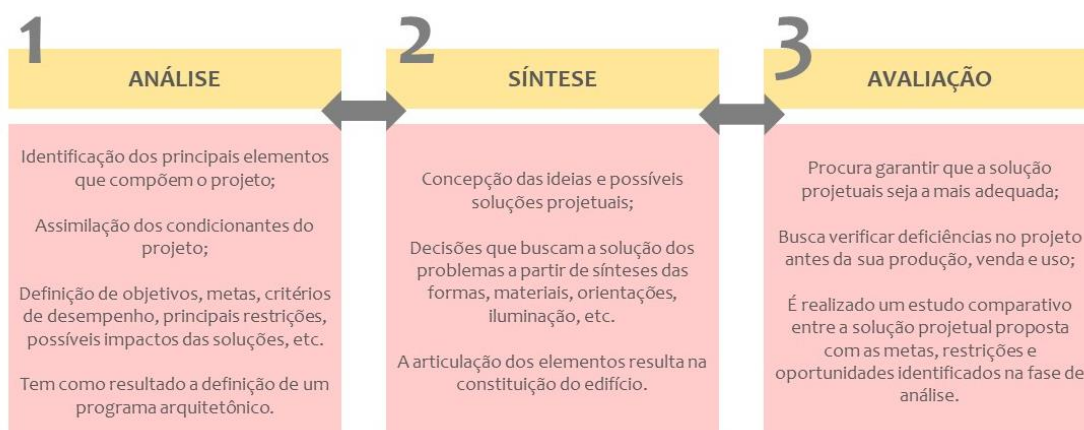 1
ANÁLISE
Identificação dos principais elementos
que compõem o projeto;
Assimilação dos condicionantes do
projeto;
Definição de objetivos, metas, critérios
de desempenho, principais restrições,
possíveis impactos das soluções, etc.
Tem como resultado a definição de um
programa arquitetônico.
2
SÍNTESE
Concepção das ideias e possíveis
soluções projetuais;
Decisões que buscam a solução dos
problemas a partir de sínteses das
formas, materiais, orientações,
iluminação, etc.
A articulação dos elementos resulta na
constituição do edifício.
3
AVALIAÇÃO
Procura garantir que a solução
projetuais seja a mais adequada;
Busca verificar deficiências no projeto
antes da sua produção, venda e uso;
É realizado um estudo comparativo
entre a solução projetual proposta
com as metas, restrições e
oportunidades identificados na fase de
análise.